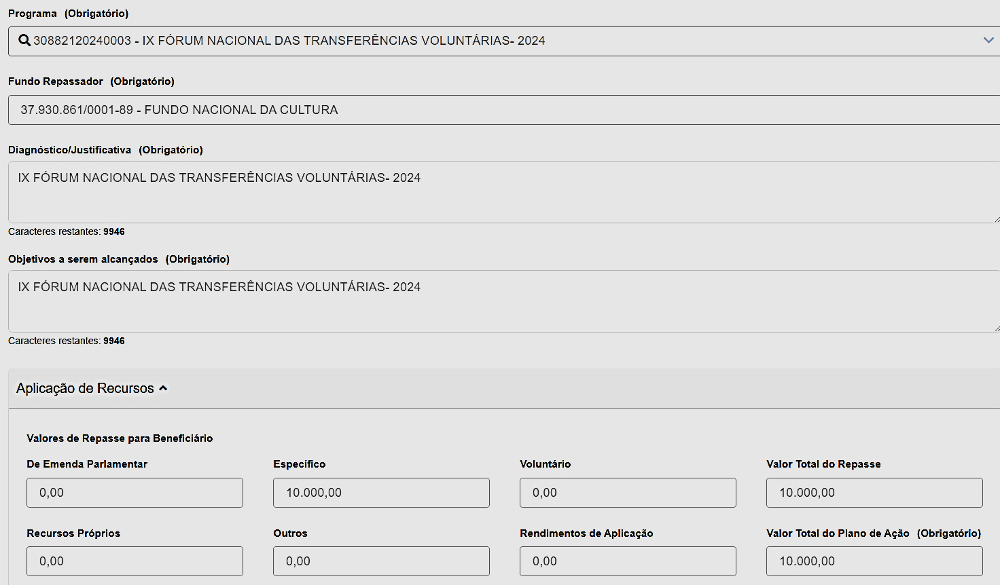 Programa (Obrigatório)
30882120240003 - IX FÓRUM NACIONAL DAS TRANSFERÊNCIAS VOLUNTÁRIAS- 2024
Fundo Repassador (Obrigatório)
37.930.861/0001-89 - FUNDO NACIONAL DA CULTURA
Diagnóstico/Justificativa (Obrigatório)
IX FÓRUM NACIONAL DAS TRANSFERÊNCIAS VOLUNTÁRIAS- 2024
Caracteres restantes: 9946
Objetivos a serem alcançados (Obrigatório)
IX FÓRUM NACIONAL DAS TRANSFERÊNCIAS VOLUNTÁRIAS- 2024
Caracteres restantes: 9946
Aplicação de Recursos
Valores de Repasse para Beneficiário
De Emenda Parlamentar Específico Voluntário Valor Total do Repasse
0,00 10.000,00 0,00 10.000,00
Recursos Próprios Outros Rendimentos de Aplicação Valor Total do Plano de Ação (Obrigatório)
0,00 0,00 0,00 10.000,00